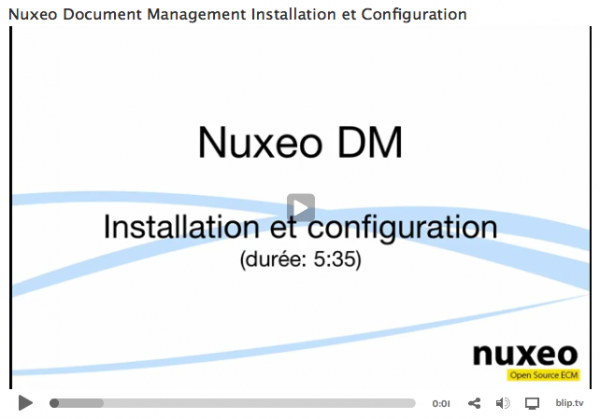 Nuxeo Document Management Installation et Configuration
Nuxeo DM
Installation et configuration
(durée: 5:35)
nuxeo
Open Source ECM
0:01
blip.tv